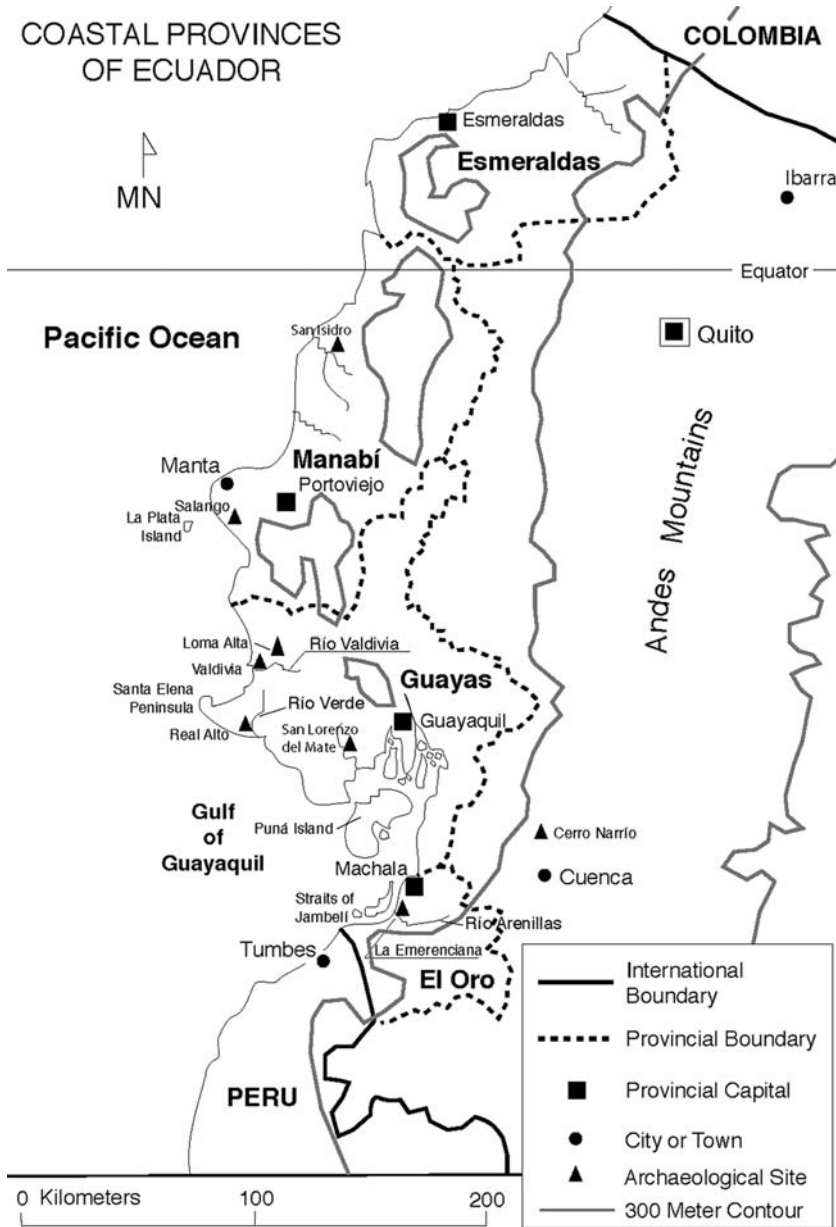 COASTAL PROVINCES
OF ECUADOR
COLOMBIA
MN
Esmeraldas
Esmeraldas
Ibarra
Equator
Pacific Ocean
San Isidro
Quito
Andes Mountains
Manta
Manabí
Portoviejo
Salango
La Plata
Island
Loma Alta
Río Valdivia
Valdivia
Santa Elena
Peninsula
Río Verde
Guayas
Real Alto
San Lorenzo
del Mate
Guayaquil
Gulf
of
Guayaquil
Puná Island
Cerro Narrío
Machala
Cuenca
Straits of
Jambelí
Río Arenillas
Tumbes
La Emerenciana
El Oro
PERU
International
Boundary
Provincial Boundary
Provincial Capital
City or Town
Archaeological Site
300 Meter Contour
0 Kilometers 100 200